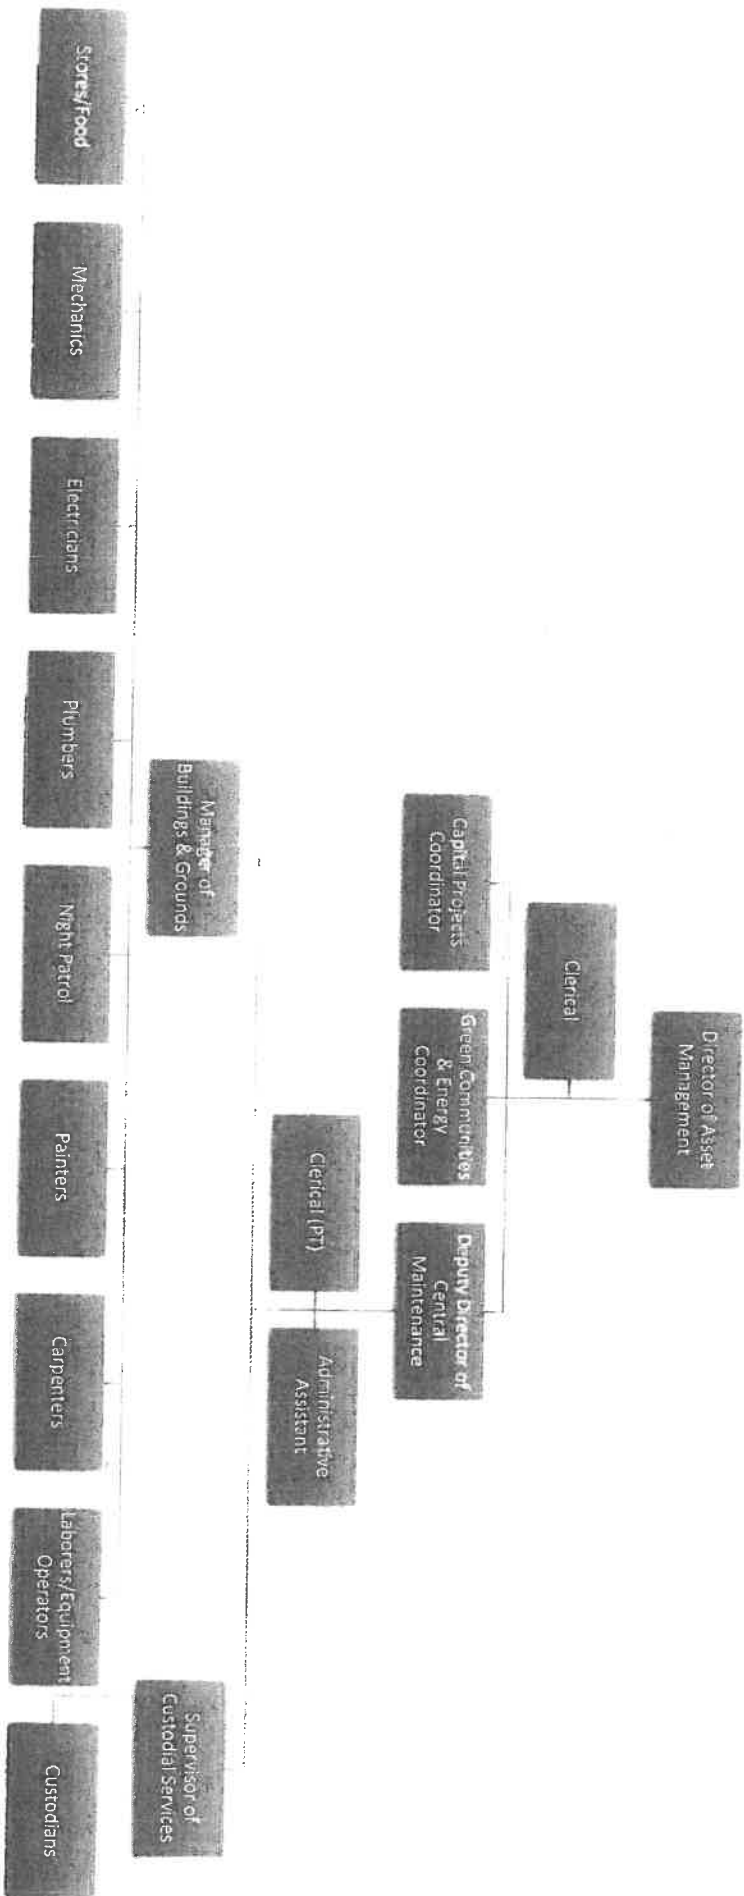 Director of Asset
Management
Clerical
Capital Projects
Coordinator
Green Communities
& Energy
Coordinator
Deputy Director of
Central
Maintenance
Clerical (PT)
Administrative
Assistant
Manager of
Buildings & Grounds
Supervisor of
Custodial Services
Stores/Food
Mechanics
Electricians
Plumbers
Night Patrol
Painters
Carpenters
Laborers/Equipment
Operators
Custodians